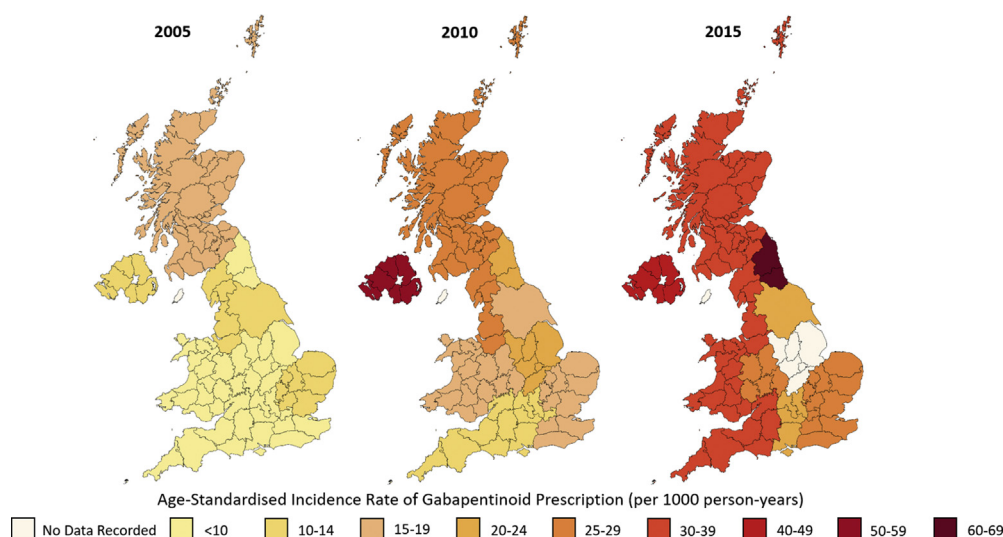 2005 2010 2015
Age-Standardised Incidence Rate of Gabapentinoid Prescription (per 1000 person-years)
No Data Recorded <10 10-14 15-19 20-24 25-29 30-39 40-49 50-59 60-69